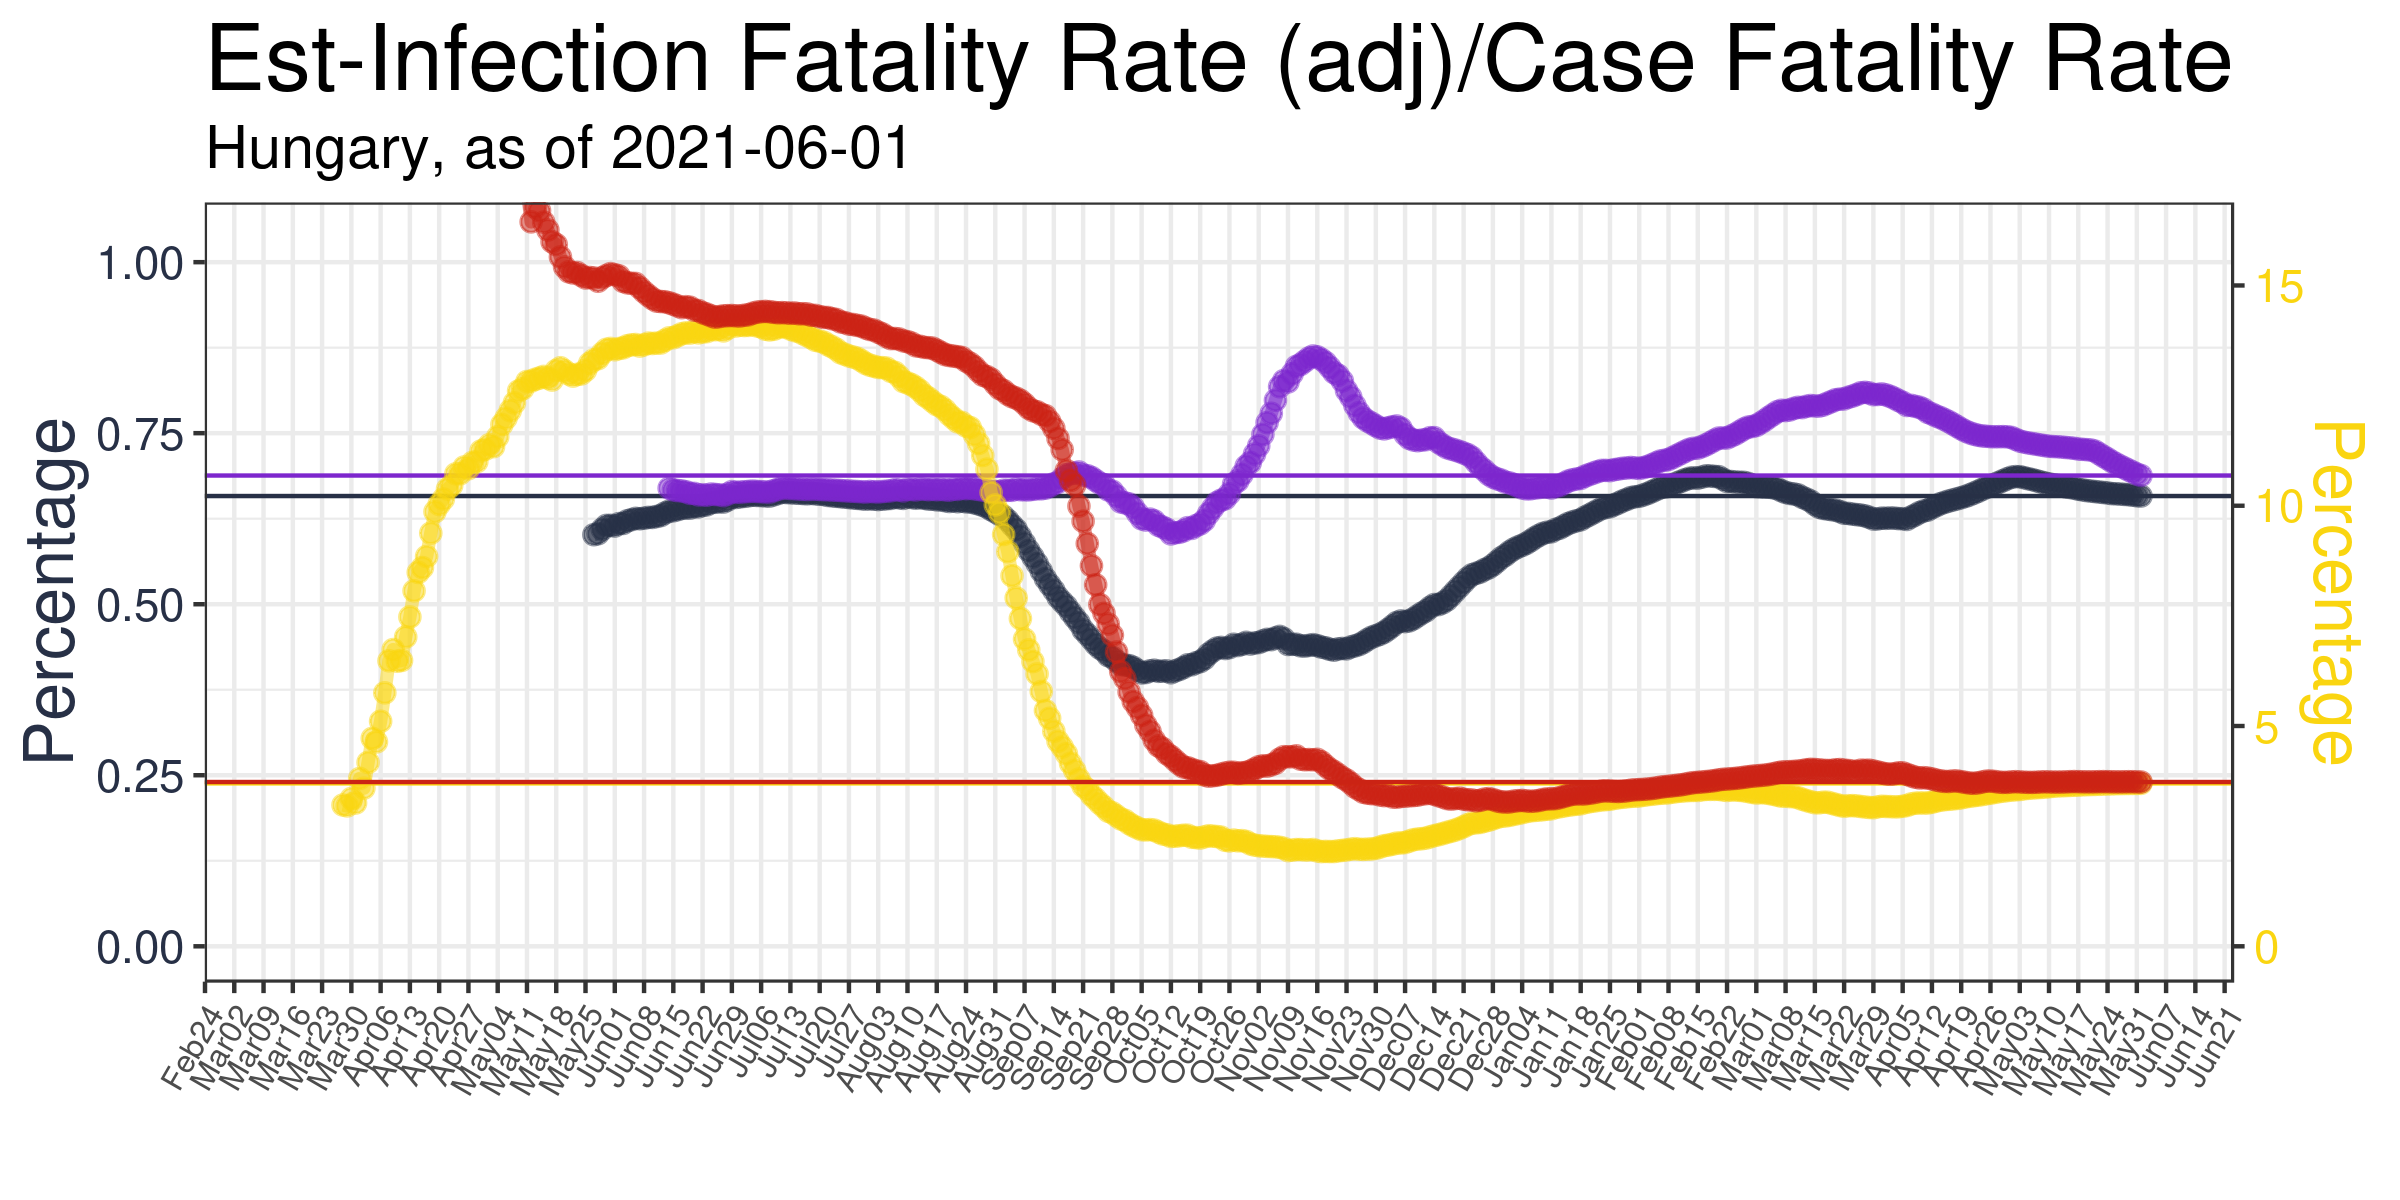 Est-Infection Fatality Rate (adj)/Case Fatality Rate
Hungary, as of 2021-06-01
Percentage
1.00
0.75
0.50
0.25
0.00
15
10
5
0
Percentage
Feb24
Mar02
Mar09
Mar16
Mar23
Mar30
Apr06
Apr13
Apr20
Apr27
May04
May11
May18
May25
Jun01
Jun08
Jun15
Jun22
Jun29
Jul06
Jul13
Jul20
Jul27
Aug03
Aug10
Aug17
Aug24
Aug31
Sep07
Sep14
Sep21
Sep28
Oct05
Oct12
Oct19
Oct26
Nov02
Nov09
Nov16
Nov23
Nov30
Dec07
Dec14
Dec21
Dec28
Jan04
Jan11
Jan18
Jan25
Feb01
Feb08
Feb15
Feb22
Mar01
Mar08
Mar15
Mar22
Mar29
Apr05
Apr12
Apr19
Apr26
May03
May10
May17
May24
May31
Jun07
Jun14
Jun21